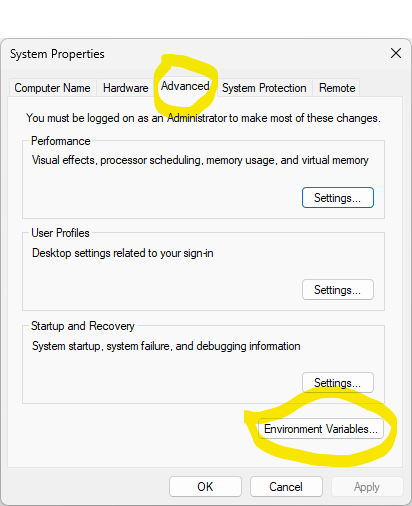 System Properties
Computer Name Hardware Advanced System Protection Remote
You must be logged on as an Administrator to make most of these changes.
Performance
Visual effects, processor scheduling, memory usage, and virtual memory
Settings...
User Profiles
Desktop settings related to your sign-in
Settings...
Startup and Recovery
System startup, system failure, and debugging information
Settings...
Environment Variables...
OK Cancel Apply